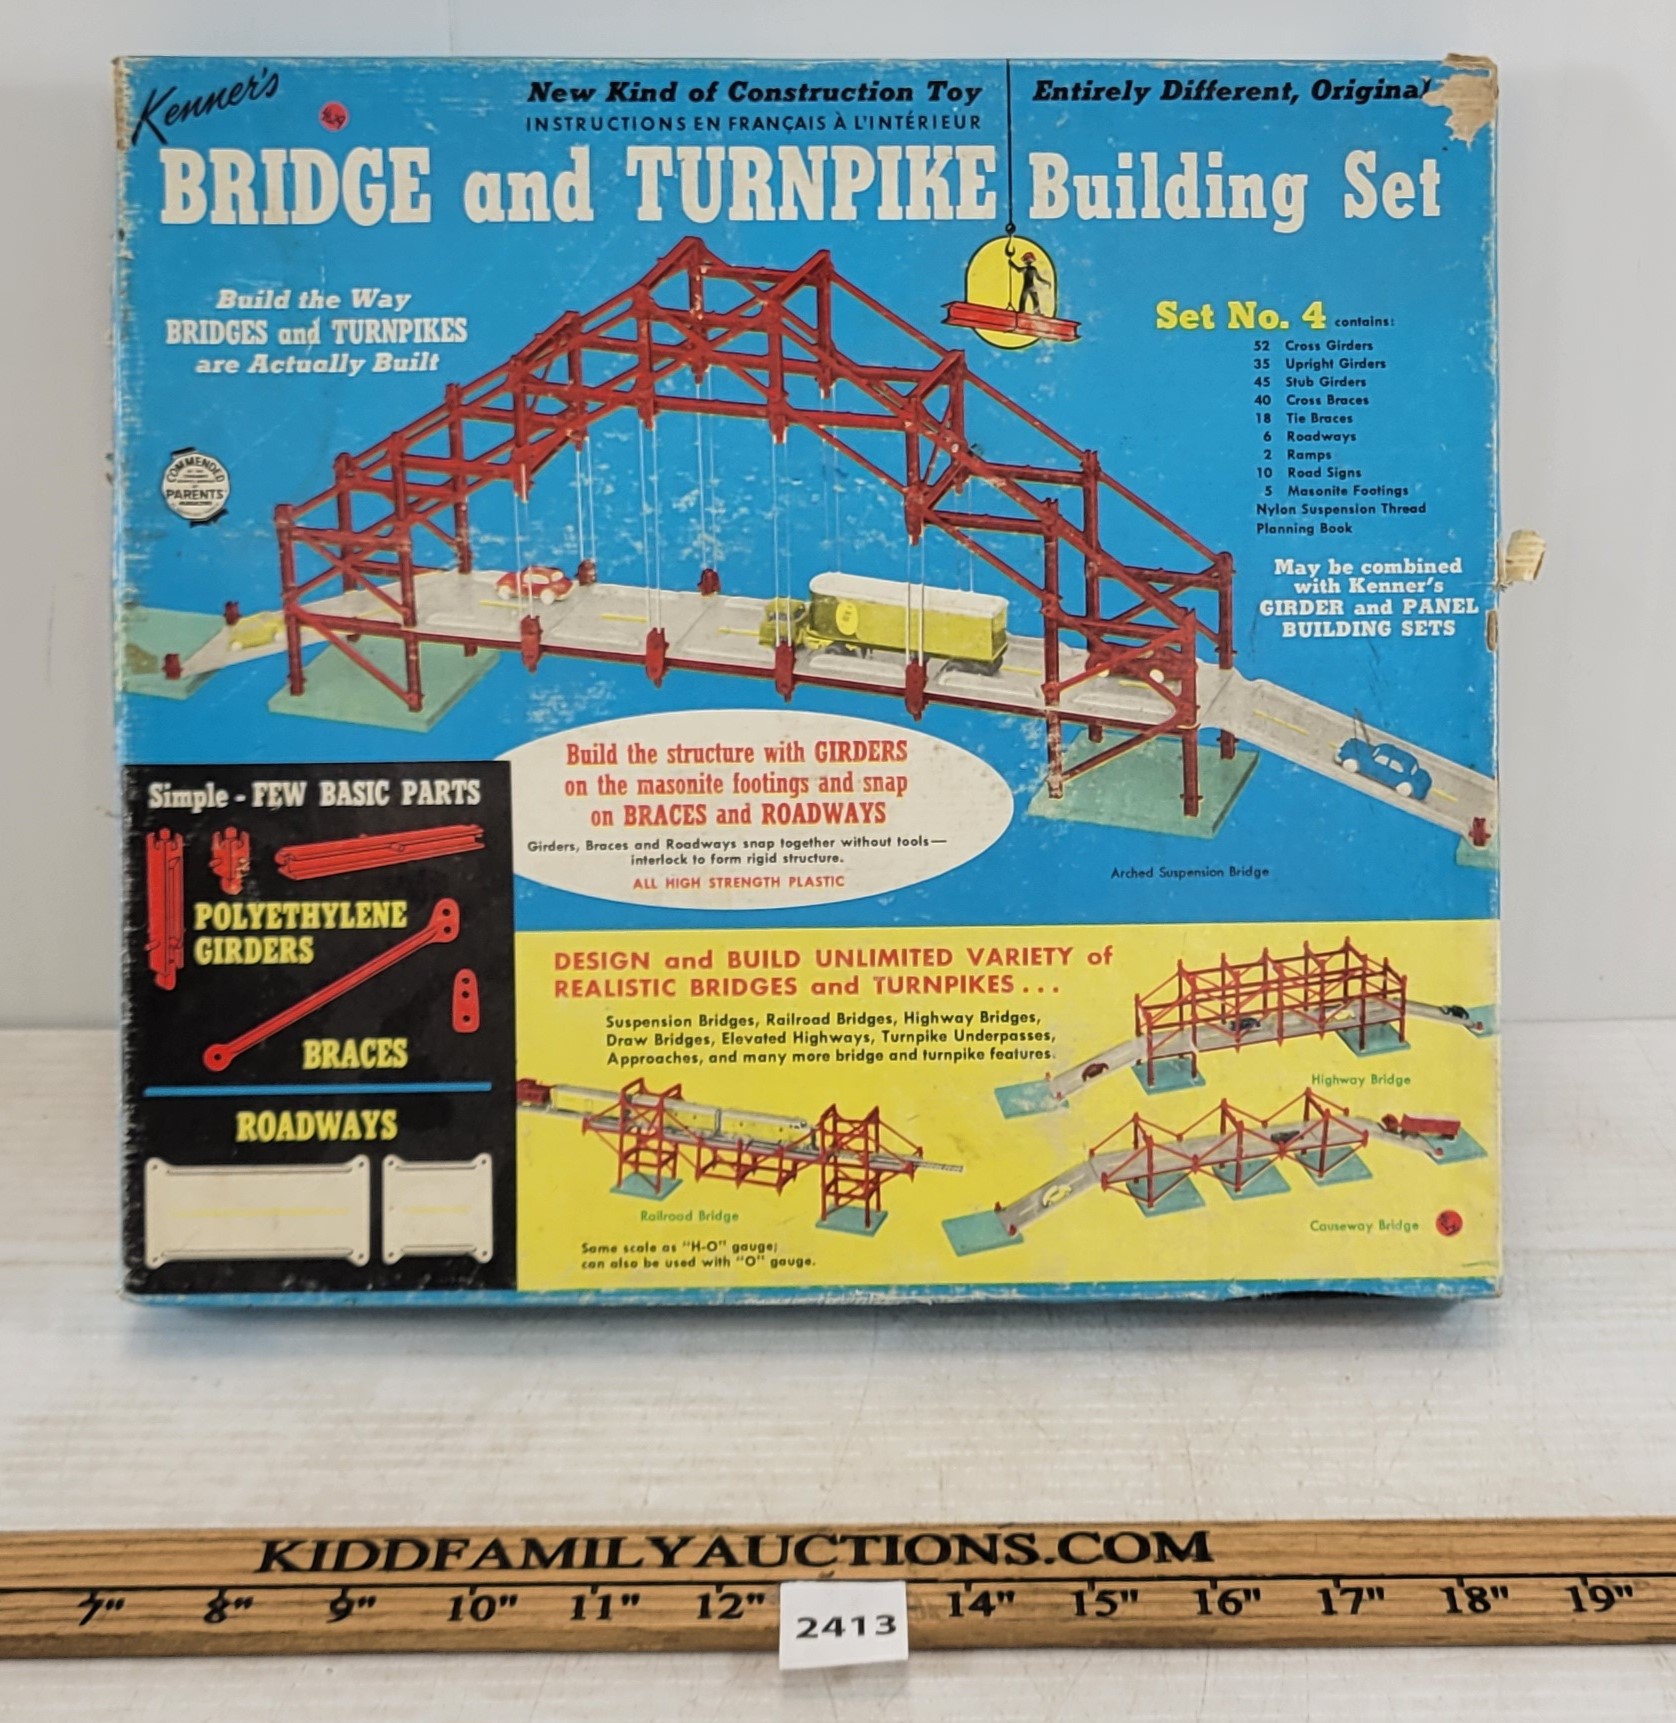 Kenner's
New Kind of Construction Toy
Entirely Different, Original
INSTRUCTIONS EN FRANÇAIS À L'INTÉRIEUR
BRIDGE and TURNPIKE Building Set
Build the Way
BRIDGES and TURNPIKES
are Actually Built
COMMENDED
PARENTS'
Set No. 4 contains:
52 Cross Girders
35 Upright Girders
45 Stub Girders
40 Cross Braces
18 Tie Braces
6 Roadways
2 Ramps
10 Road Signs
5 Masonite Footings
Nylon Suspension Thread
Planning Book
May be combined
with Kenner's
GIRDER and PANEL
BUILDING SETS
Build the structure with GIRDERS
on the masonite footings and snap
on BRACES and ROADWAYS
Girders, Braces and Roadways snap together without tools—
interlock to form rigid structure.
ALL HIGH STRENGTH PLASTIC
Arched Suspension Bridge
Simple - FEW BASIC PARTS
POLYETHYLENE
GIRDERS
BRACES
ROADWAYS
DESIGN and BUILD UNLIMITED VARIETY of
REALISTIC BRIDGES and TURNPIKES . . .
Suspension Bridges, Railroad Bridges, Highway Bridges,
Draw Bridges, Elevated Highways, Turnpike Underpasses,
Approaches, and many more bridge and turnpike features.
Highway Bridge
Railroad Bridge
Causeway Bridge
Same scale as "H-O" gauge;
can also be used with "O" gauge.
KIDDFAMILYAUCTIONS.COM
7" 8" 9" 10" 11" 12" 14" 15" 16" 17" 18" 19"
2413